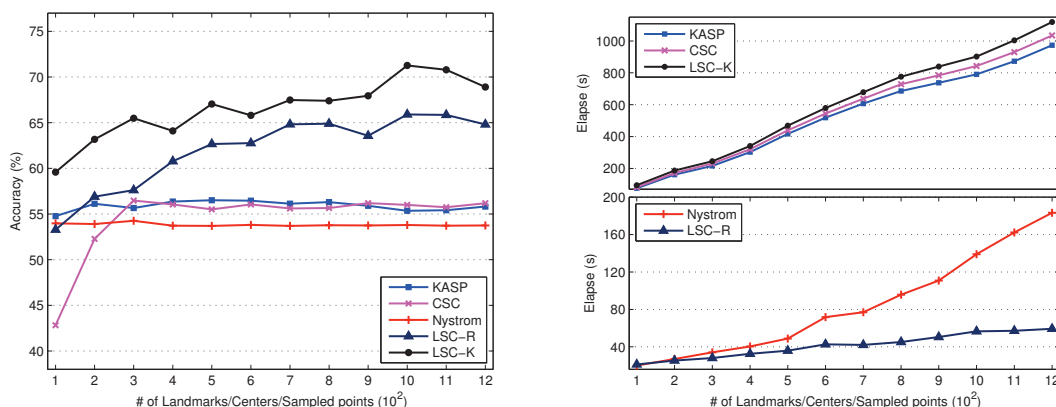 75
70
65
60
55
50
45
40
Accuracy (%)
KASP
CSC
Nystrom
LSC−R
LSC−K
1 2 3 4 5 6 7 8 9 10 11 12
# of Landmarks/Centers/Sampled points (10²)
1000
800
600
400
200
Elapse (s)
KASP
CSC
LSC−K
200
160
120
80
40
Elapse (s)
Nystrom
LSC−R
1 2 3 4 5 6 7 8 9 10 11 12
# of Landmarks/Centers/Sampled points (10²)